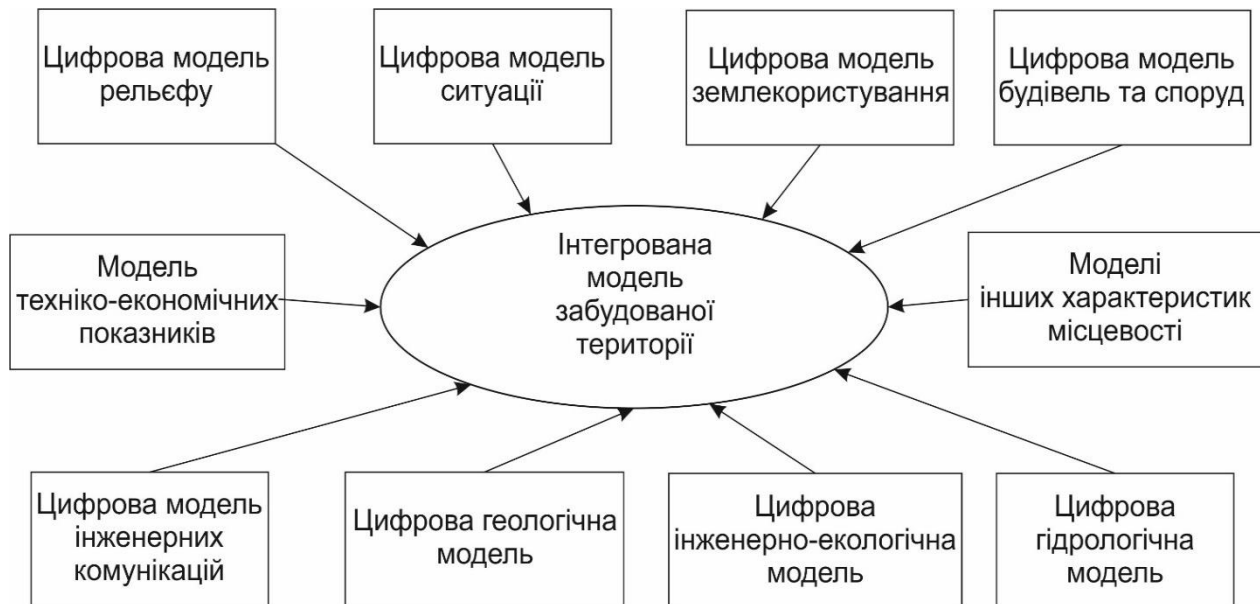 Цифрова модель
рельєфу
Цифрова модель
ситуації
Цифрова модель
землекористування
Цифрова модель
будівель та споруд
Модель
техніко-економічних
показників
Інтегрована
модель
забудованої
території
Моделі
інших характеристик
місцевості
Цифрова модель
інженерних
комунікацій
Цифрова геологічна
модель
Цифрова
інженерно-екологічна
модель
Цифрова
гідрологічна
модель